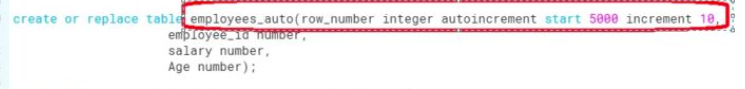 create or replace table employees_auto(row_number integer autoincrement start 5000 increment 10,
employee_id number,
salary number,
Age number);